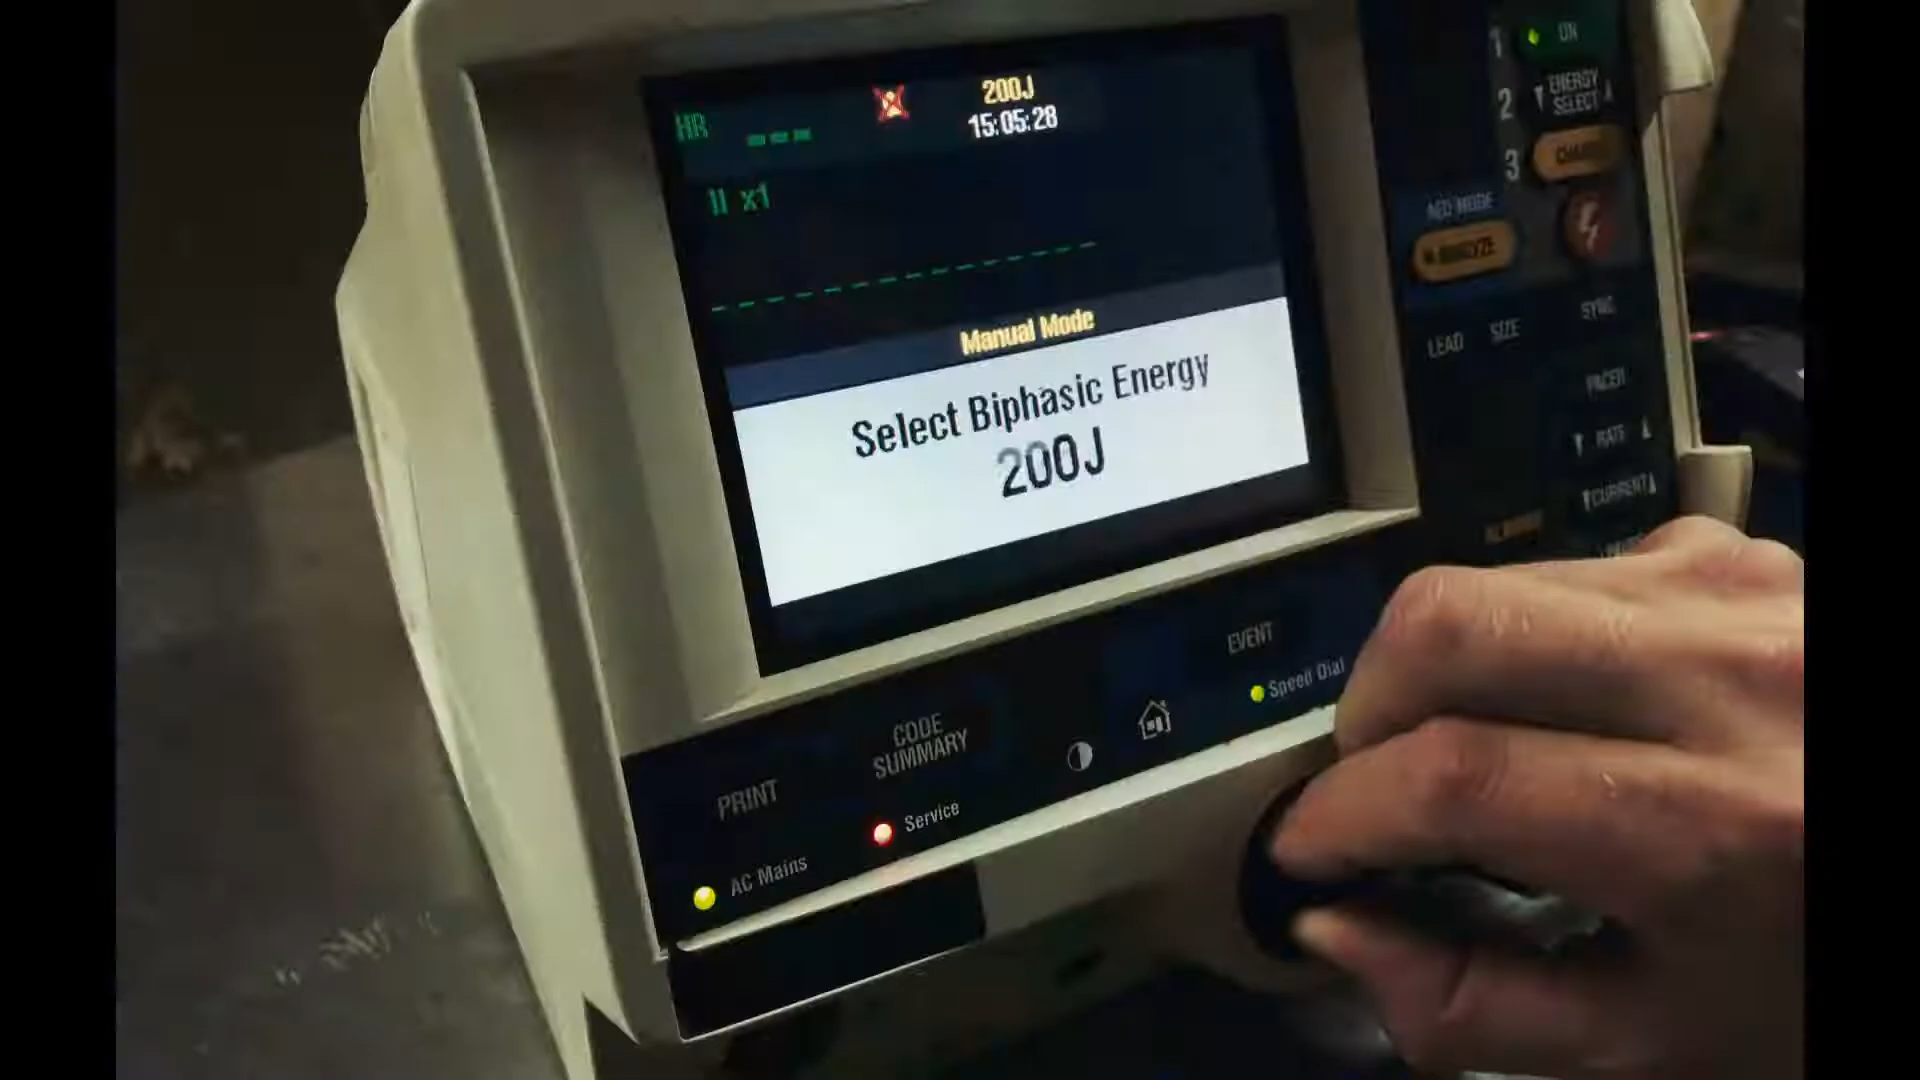 HR
---
200J
15:05:28
II x1
Manual Mode
Select Biphasic Energy
200J
1 ON
2 ENERGY
SELECT
3 CHARGE
AED MODE
ANALYZE
LEAD SIZE SYNC
PACER
RATE
CURRENT
EVENT
Speed Dial
CODE
SUMMARY
PRINT
Service
AC Mains